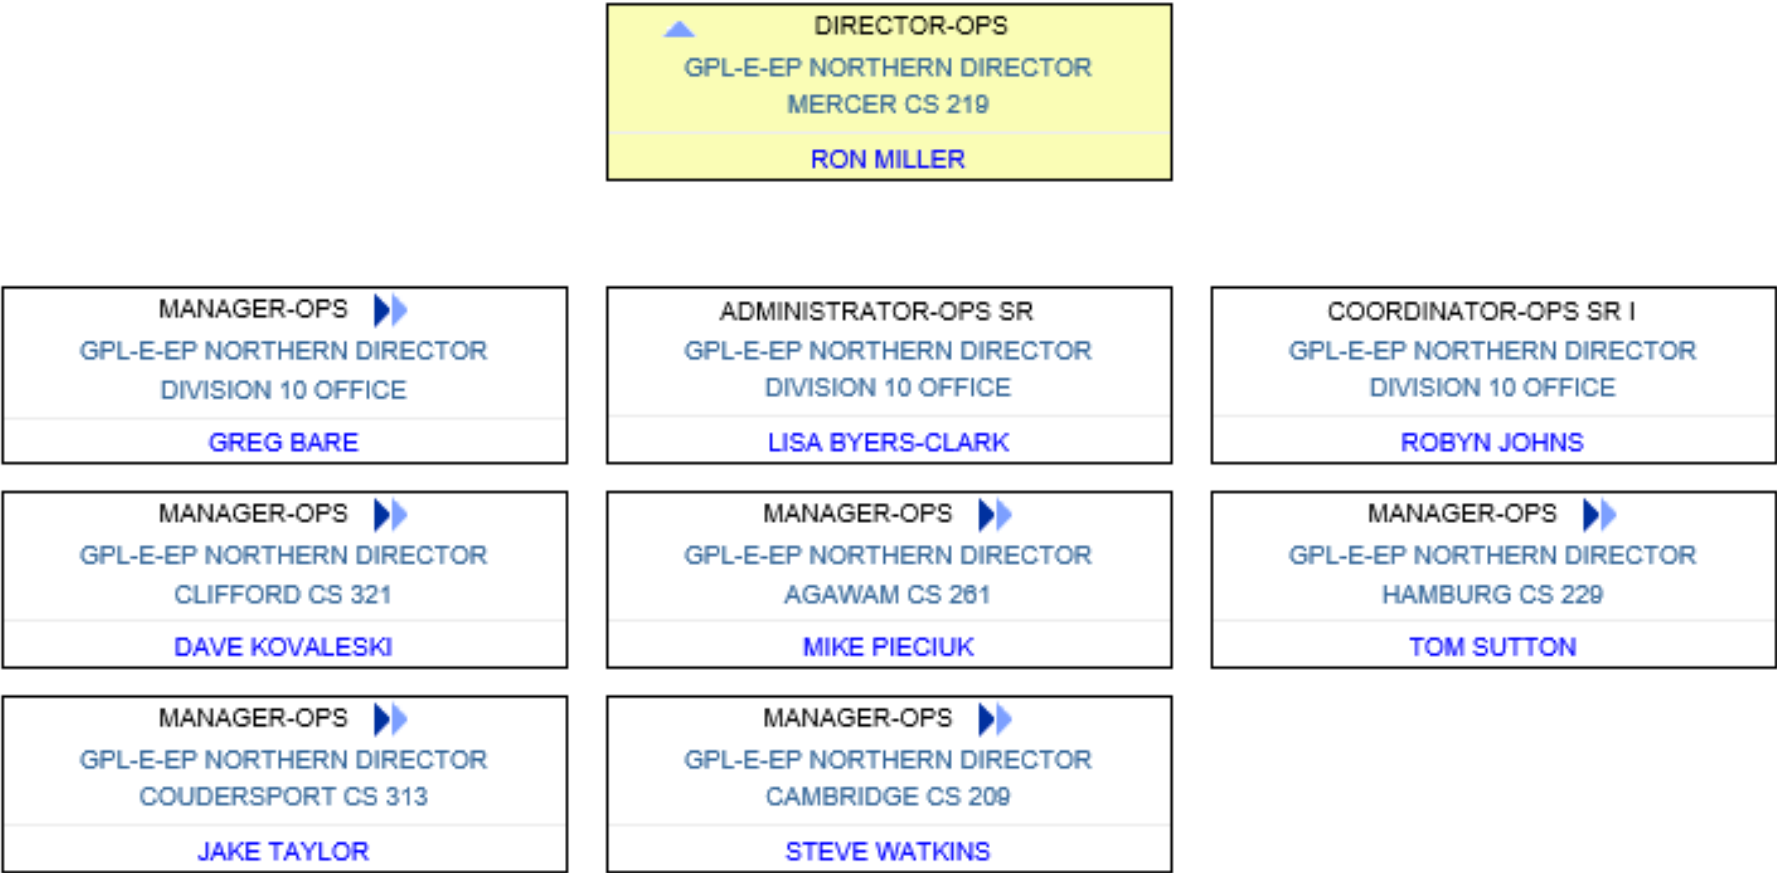 DIRECTOR-OPS
GPL-E-EP NORTHERN DIRECTOR
MERCER CS 219
RON MILLER
MANAGER-OPS
GPL-E-EP NORTHERN DIRECTOR
DIVISION 10 OFFICE
GREG BARE
ADMINISTRATOR-OPS SR
GPL-E-EP NORTHERN DIRECTOR
DIVISION 10 OFFICE
LISA BYERS-CLARK
COORDINATOR-OPS SR I
GPL-E-EP NORTHERN DIRECTOR
DIVISION 10 OFFICE
ROBYN JOHNS
MANAGER-OPS
GPL-E-EP NORTHERN DIRECTOR
CLIFFORD CS 321
DAVE KOVALESKI
MANAGER-OPS
GPL-E-EP NORTHERN DIRECTOR
AGAWAM CS 261
MIKE PIECIUK
MANAGER-OPS
GPL-E-EP NORTHERN DIRECTOR
HAMBURG CS 229
TOM SUTTON
MANAGER-OPS
GPL-E-EP NORTHERN DIRECTOR
COUDERSPORT CS 313
JAKE TAYLOR
MANAGER-OPS
GPL-E-EP NORTHERN DIRECTOR
CAMBRIDGE CS 209
STEVE WATKINS